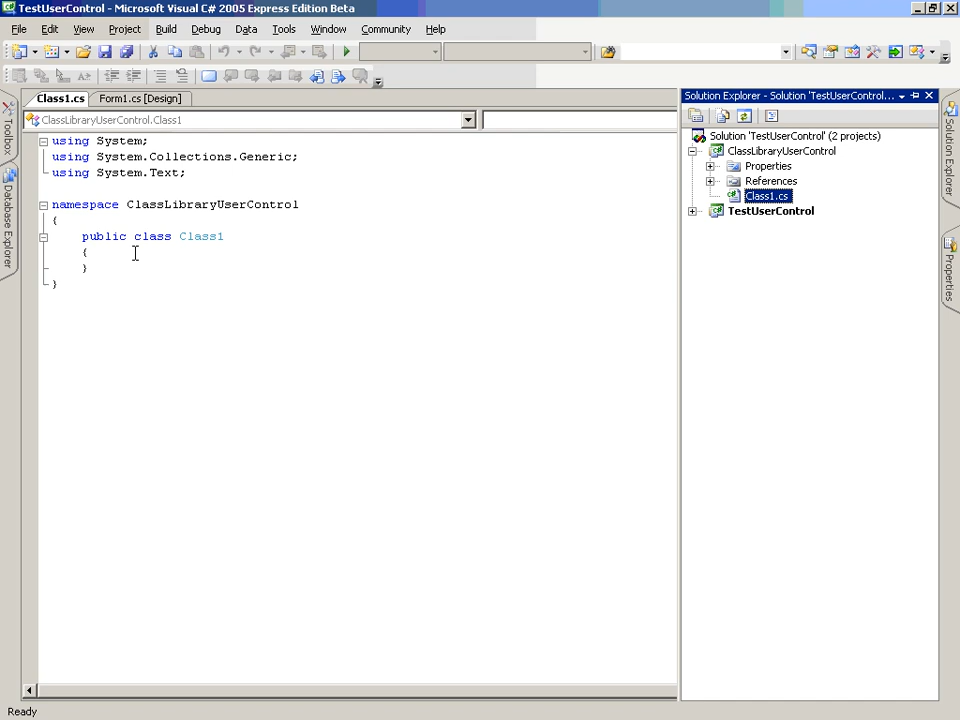 TestUserControl - Microsoft Visual C# 2005 Express Edition Beta
File Edit View Project Build Debug Data Tools Window Community Help
Class1.cs Form1.cs [Design]
ClassLibraryUserControl.Class1
using System;
using System.Collections.Generic;
using System.Text;
namespace ClassLibraryUserControl
{
public class Class1
{
}
}
Toolbox
Database Explorer
Solution Explorer - Solution 'TestUserControl...
Solution 'TestUserControl' (2 projects)
ClassLibraryUserControl
Properties
References
Class1.cs
TestUserControl
Solution Explorer
Properties
Ready